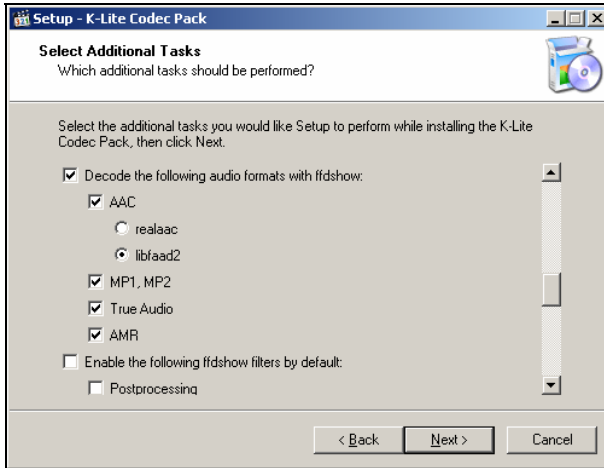 Setup - K-Lite Codec Pack
Select Additional Tasks
Which additional tasks should be performed?
Select the additional tasks you would like Setup to perform while installing the K-Lite
Codec Pack, then click Next.
Decode the following audio formats with ffdshow:
AAC
realaac
libfaad2
MP1, MP2
True Audio
AMR
Enable the following ffdshow filters by default:
Postprocessing
< Back Next > Cancel